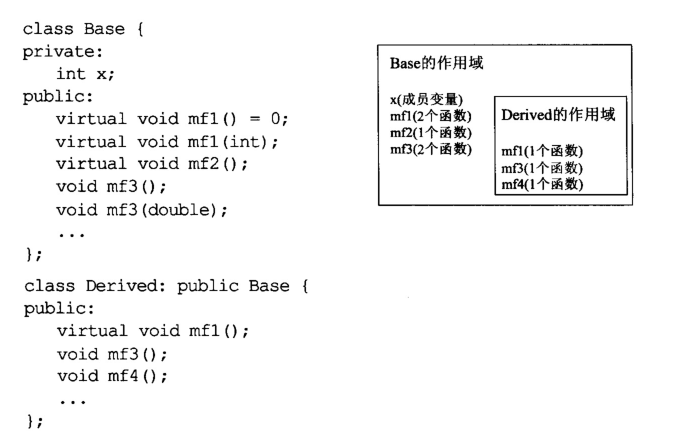 class Base {
private:
int x;
public:
virtual void mf1() = 0;
virtual void mf1(int);
virtual void mf2();
void mf3();
void mf3(double);
...
};
class Derived: public Base {
public:
virtual void mf1();
void mf3();
void mf4();
...
};
Base的作用域
x(成员变量)
mf1(2个函数)
mf2(1个函数)
mf3(2个函数)
Derived的作用域
mf1(1个函数)
mf3(1个函数)
mf4(1个函数)